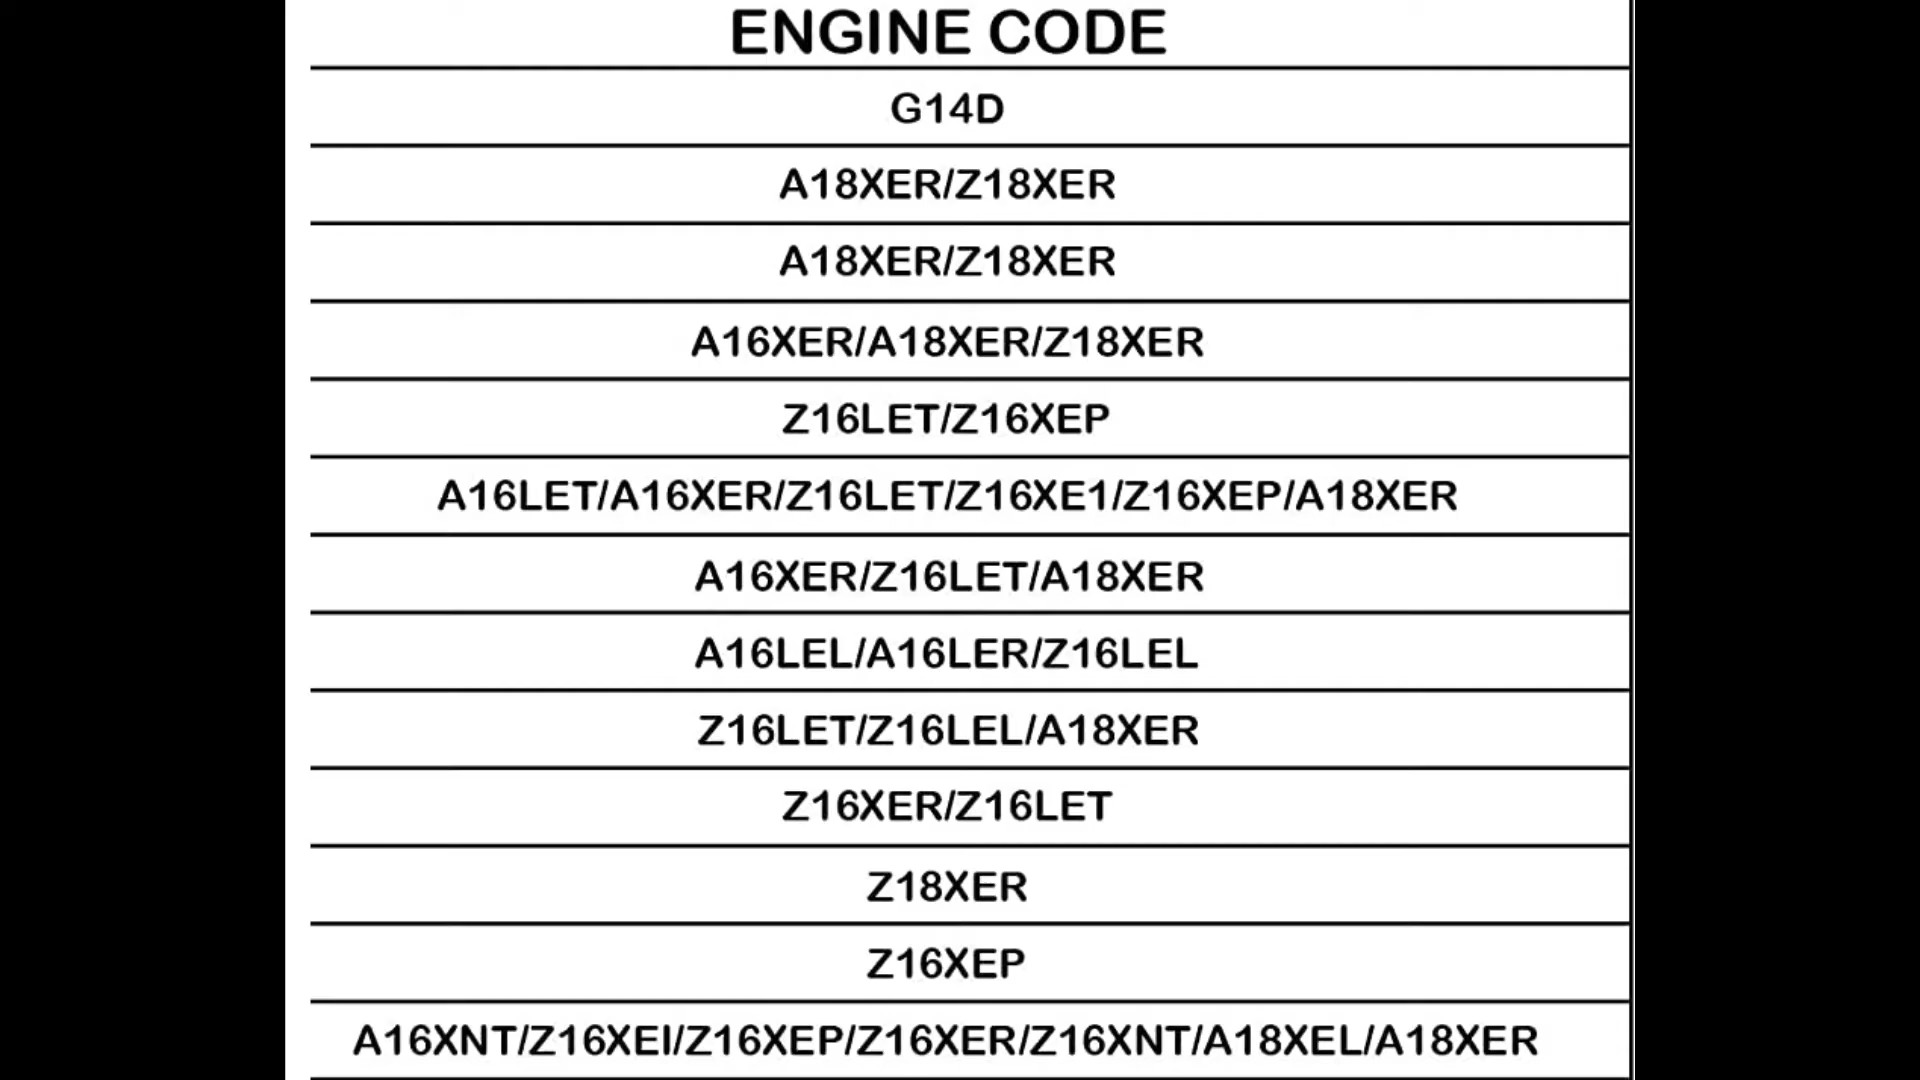 ENGINE CODE
G14D
A18XER/Z18XER
A18XER/Z18XER
A16XER/A18XER/Z18XER
Z16LET/Z16XEP
A16LET/A16XER/Z16LET/Z16XE1/Z16XEP/A18XER
A16XER/Z16LET/A18XER
A16LEL/A16LER/Z16LEL
Z16LET/Z16LEL/A18XER
Z16XER/Z16LET
Z18XER
Z16XEP
A16XNT/Z16XEI/Z16XEP/Z16XER/Z16XNT/A18XEL/A18XER